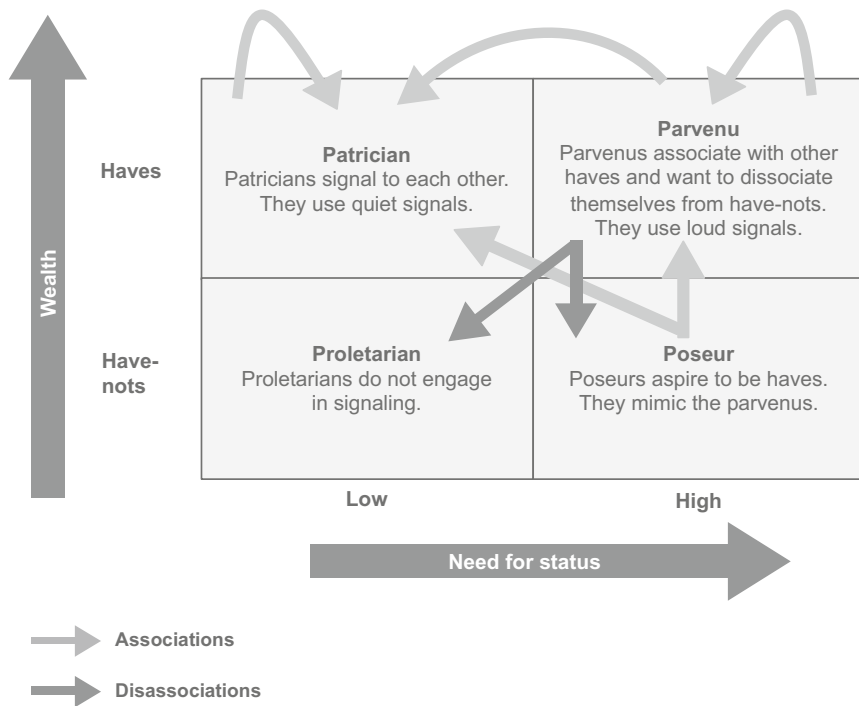 Wealth
Haves
Patrician
Patricians signal to each other.
They use quiet signals.
Parvenu
Parvenus associate with other
haves and want to dissociate
themselves from have-nots.
They use loud signals.
Have-
nots
Proletarian
Proletarians do not engage
in signaling.
Poseur
Poseurs aspire to be haves.
They mimic the parvenus.
Low
High
Need for status
Associations
Disassociations